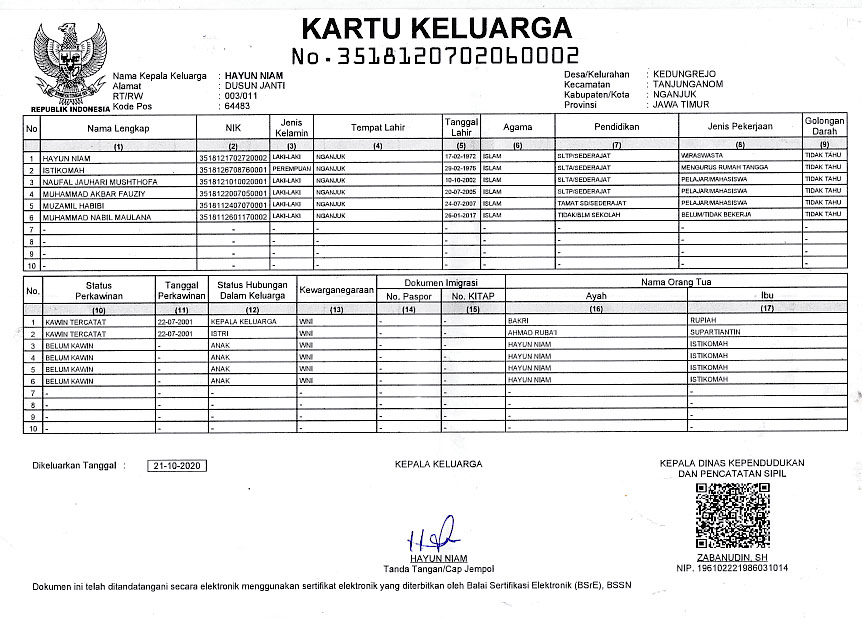 KARTU KELUARGA
No.3518120702060002
REPUBLIK INDONESIA
Nama Kepala Keluarga : HAYUN NIAM
Alamat : DUSUN JANTI
RT/RW : 003/011
Kode Pos : 64483
Desa/Kelurahan : KEDUNGREJO
Kecamatan : TANJUNGANOM
Kabupaten/Kota : NGANJUK
Provinsi : JAWA TIMUR
No Nama Lengkap NIK Jenis Kelamin Tempat Lahir Tanggal Lahir Agama Pendidikan Jenis Pekerjaan Golongan Darah
(1) (2) (3) (4) (5) (6) (7) (8) (9)
1 HAYUN NIAM 3518121702720002 LAKI-LAKI NGANJUK 17-02-1972 ISLAM SLTP/SEDERAJAT WIRASWASTA TIDAK TAHU
2 ISTIKOMAH 3518126708760001 PEREMPUAN NGANJUK ISLAM SLTP/SEDERAJAT MENGURUS RUMAH TANGGA TIDAK TAHU
3 NAUFAL JAUHARI MUSHTHOFA 3518121010020001 LAKI-LAKI NGANJUK 10-10-2002 ISLAM SLTA/SEDERAJAT PELAJAR/MAHASISWA TIDAK TAHU
4 MUHAMMAD AKBAR FAUZIY 3518122007050001 LAKI-LAKI NGANJUK 20-07-2005 ISLAM SLTP/SEDERAJAT PELAJAR/MAHASISWA TIDAK TAHU
5 MUZAMIL HABIBI 3518112407070001 LAKI-LAKI NGANJUK 24-07-2007 ISLAM TAMAT SD/SEDERAJAT PELAJAR/MAHASISWA TIDAK TAHU
6 MUHAMMAD NABIL MAULANA 3518112601170002 LAKI-LAKI NGANJUK 26-01-2017 ISLAM TIDAK/BLM SEKOLAH BELUM/TIDAK BEKERJA TIDAK TAHU
7 - - - - - - - - -
8 - - - - - - - - -
9 - - - - - - - - -
10 - - - - - - - - -
No. Status Perkawinan Tanggal Perkawinan Status Hubungan Dalam Keluarga Kewarganegaraan Dokumen Imigrasi Nama Orang Tua
No. Paspor No. KITAP Ayah Ibu
(10) (11) (12) (13) (14) (15) (16) (17)
1 KAWIN TERCATAT 22-07-2001 KEPALA KELUARGA WNI - - BAKRI RUPIAH
2 KAWIN TERCATAT 22-07-2001 ISTRI WNI - - AHMAD RUBA'I SUPARTIANTIN
3 BELUM KAWIN - ANAK WNI - - HAYUN NIAM ISTIKOMAH
4 BELUM KAWIN - ANAK WNI - - HAYUN NIAM ISTIKOMAH
5 BELUM KAWIN - ANAK WNI - - HAYUN NIAM ISTIKOMAH
6 BELUM KAWIN - ANAK WNI - - HAYUN NIAM ISTIKOMAH
7 - - - - - - - -
8 - - - - - - - -
9 - - - - - - - -
10 - - - - - - - -
Dikeluarkan Tanggal : 21-10-2020
KEPALA KELUARGA
HAYUN NIAM
Tanda Tangan/Cap Jempol
KEPALA DINAS KEPENDUDUKAN
DAN PENCATATAN SIPIL
ZABANUDIN, SH
NIP. 196102221986031014
Dokumen ini telah ditandatangani secara elektronik menggunakan sertifikat elektronik yang diterbitkan oleh Balai Sertifikasi Elektronik (BSrE), BSSN